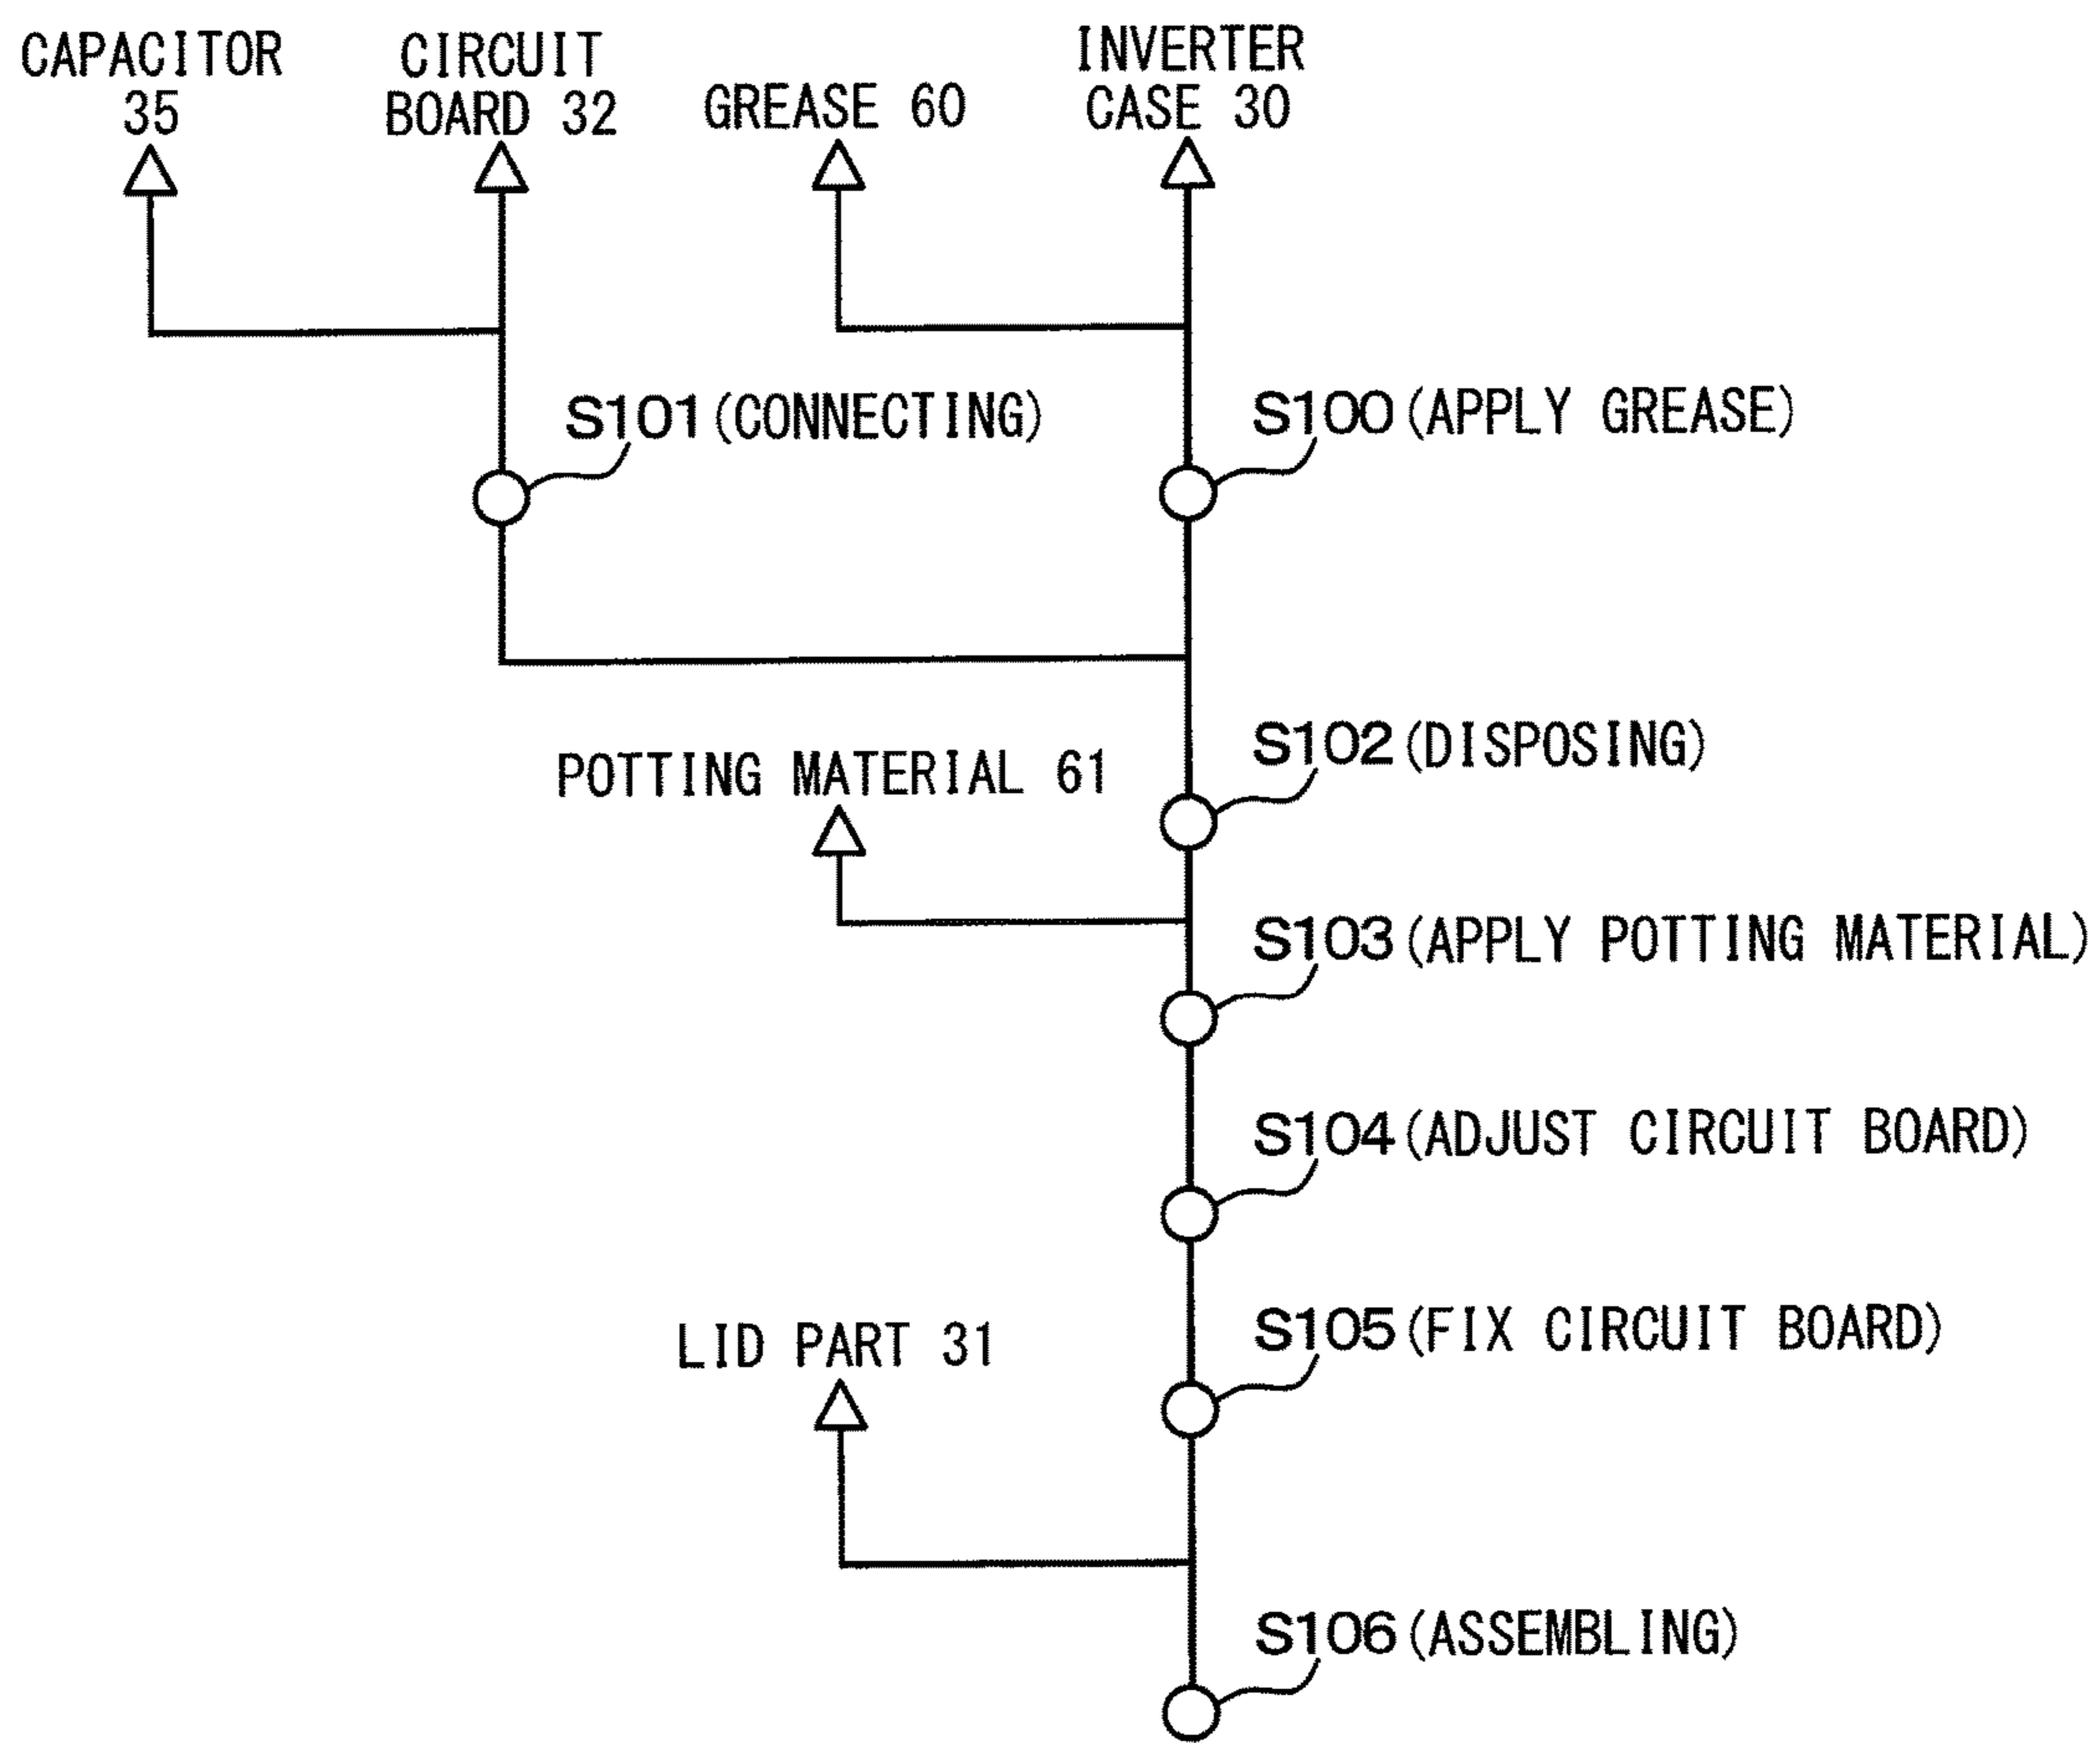 CAPACITOR
35
CIRCUIT
BOARD 32
GREASE 60
INVERTER
CASE 30
S101 (CONNECTING)
S100 (APPLY GREASE)
S102 (DISPOSING)
POTTING MATERIAL 61
S103 (APPLY POTTING MATERIAL)
S104 (ADJUST CIRCUIT BOARD)
S105 (FIX CIRCUIT BOARD)
LID PART 31
S106 (ASSEMBLING)